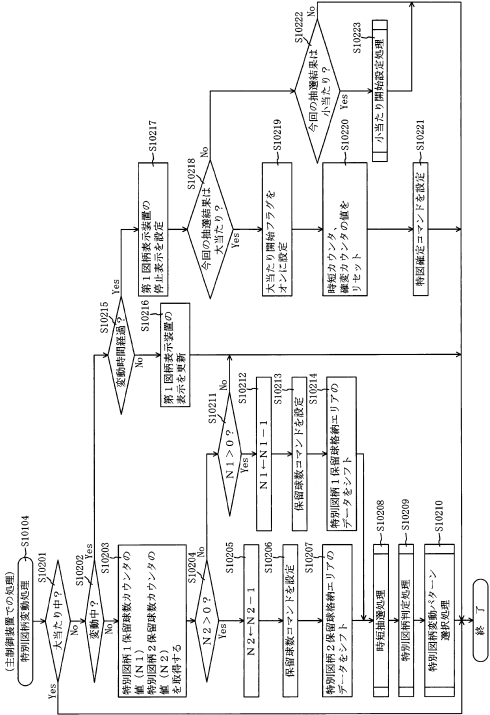 (主制御装置での処理)
特別図柄変動処理
S10104
S10201
大当たり中？
Yes
No
S10202
変動中？
Yes
No
S10203
特別図柄１保留球数カウンタの
値（Ｎ１）
特別図柄２保留球数カウンタの
値（Ｎ２）
を取得する
S10204
Ｎ２＞０？
No
Yes
S10205
Ｎ２←Ｎ２－１
S10206
保留球数コマンドを設定
S10207
特別図柄２保留球格納エリアの
データをシフト
S10208
時短抽選処理
S10209
特別図柄判定処理
S10210
特別図柄変動パターン
選択処理
終 了
S10211
Ｎ１＞０？
No
Yes
S10212
Ｎ１←Ｎ１－１
S10213
保留球数コマンドを設定
S10214
特別図柄１保留球格納エリアの
データをシフト
S10215
変動時間経過？
Yes
No
S10216
第１図柄表示装置の
表示を更新
S10217
第１図柄表示装置の
停止表示を設定
S10218
今回の抽選結果は
大当たり？
No
Yes
S10219
大当たり開始フラグを
オンに設定
S10220
時短カウンタ、
確変カウンタの値を
リセット
S10221
特図確定コマンドを設定
S10222
今回の抽選結果は
小当たり？
No
Yes
S10223
小当たり開始設定処理